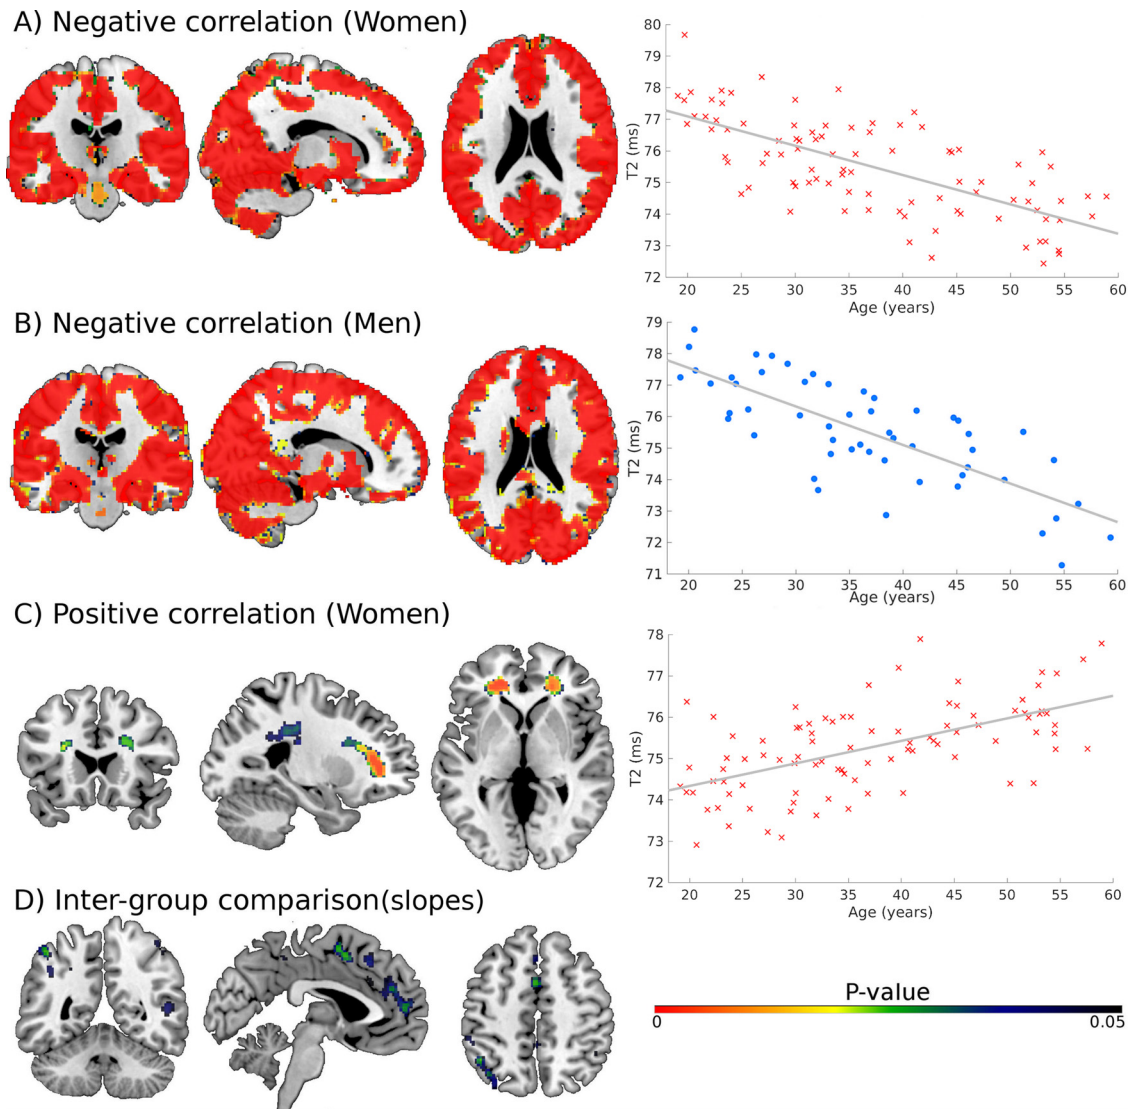 A) Negative correlation (Women)
80
79
78
77
76
75
74
73
72
T2 (ms)
20 25 30 35 40 45 50 55 60
Age (years)
B) Negative correlation (Men)
79
78
77
76
75
74
73
72
71
T2 (ms)
20 25 30 35 40 45 50 55 60
Age (years)
C) Positive correlation (Women)
78
77
76
75
74
73
72
T2 (ms)
20 25 30 35 40 45 50 55 60
Age (years)
D) Inter-group comparison(slopes)
P-value
0 0.05